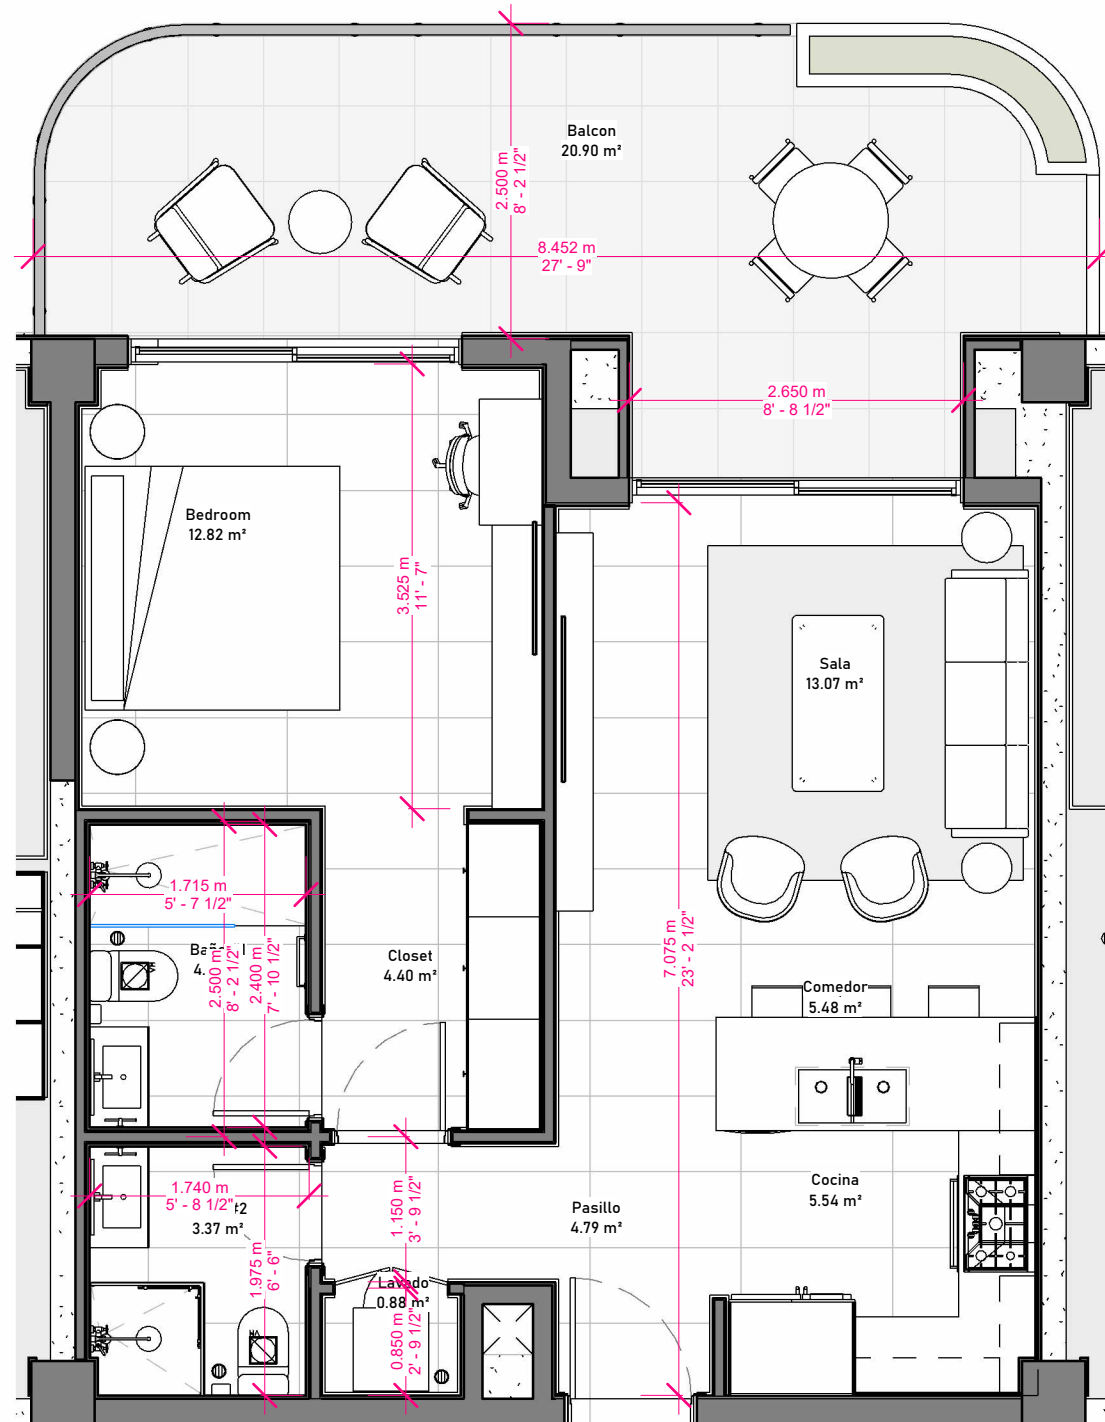 Balcon
20.90 m²
2.500 m
8' - 2 1/2"
8.452 m
27' - 9"
2.650 m
8' - 8 1/2"
Bedroom
12.82 m²
3.525 m
11' - 7"
Sala
13.07 m²
1.715 m
5' - 7 1/2"
2.500 m
8' - 2 1/2"
2.400 m
7' - 10 1/2"
Closet
4.40 m²
7.075 m
23' - 2 1/2"
Comedor
5.48 m²
1.740 m
5' - 8 1/2"
3.37 m²
1.975 m
6' - 6"
1.150 m
3' - 9 1/2"
Pasillo
4.79 m²
Cocina
5.54 m²
Lavado
0.88 m²
0.850 m
2' - 9 1/2"